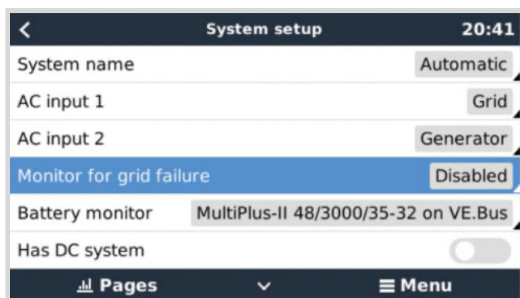 System setup 20:41
System name Automatic
AC input 1 Grid
AC input 2 Generator
Monitor for grid failure Disabled
Battery monitor MultiPlus-II 48/3000/35-32 on VE.Bus
Has DC system
Pages Menu